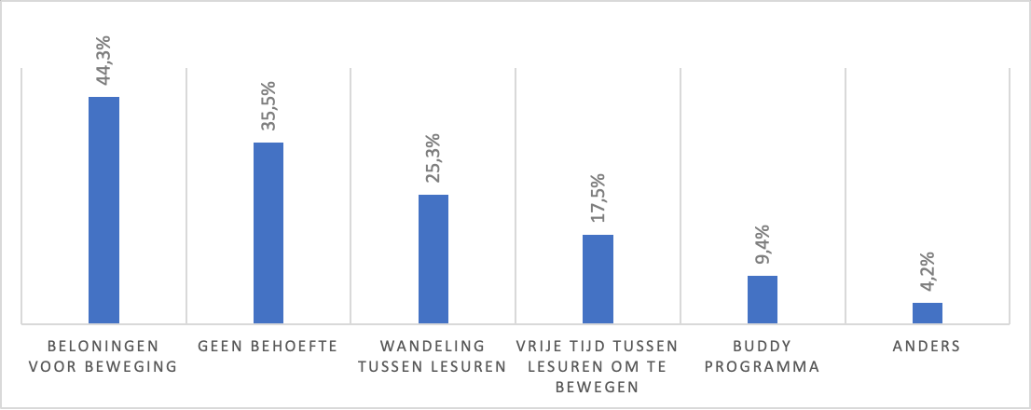 44,3%
35,5%
25,3%
17,5%
9,4%
4,2%
BELONINGEN
VOOR BEWEGING
GEEN BEHOEFTE
WANDELING
TUSSEN LESUREN
VRIJE TIJD TUSSEN
LESUREN OM TE
BEWEGEN
BUDDY
PROGRAMMA
ANDERS